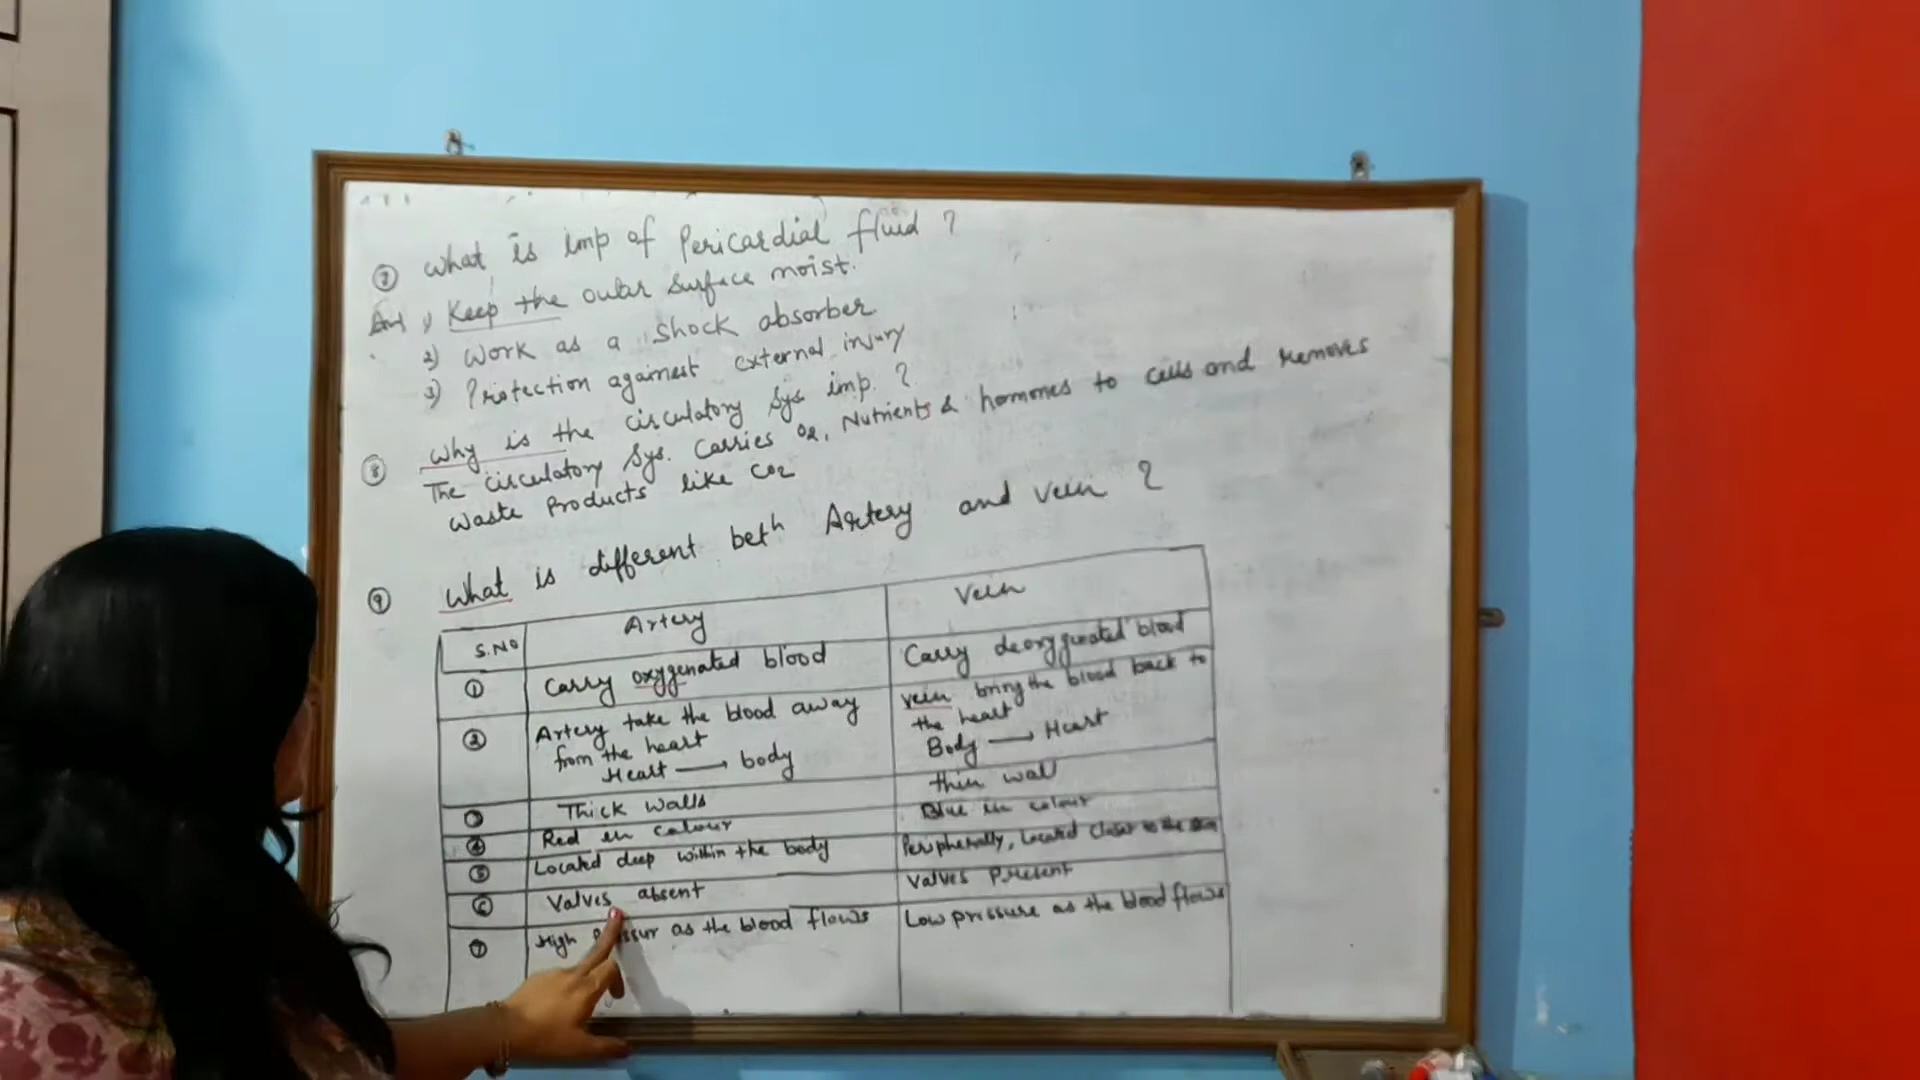 ⑦ What is imp of Pericardial fluid ?
Ans 1) Keep the outer surface moist.
2) Work as a shock absorber
3) Protection against external injury
⑧ Why is the circulatory sys imp. ?
The circulatory sys. Carries O2, Nutrients & hormones to cells and removes
waste products like CO2
⑨ What is different betn Artery and Vein ?
S.NO Artery Vein
① Carry oxygenated blood Carry deoxygenated blood
② Artery take the blood away vein bring the blood back to
from the heart the heart
Heart → body Body → Heart
③ Thick walls thin wall
④ Red in colour Blue in colour
⑤ Located deep within the body Peripherally, Located closer to the
⑥ Valves absent Valves Present
⑦ High as the blood flows Low pressure as the blood flows